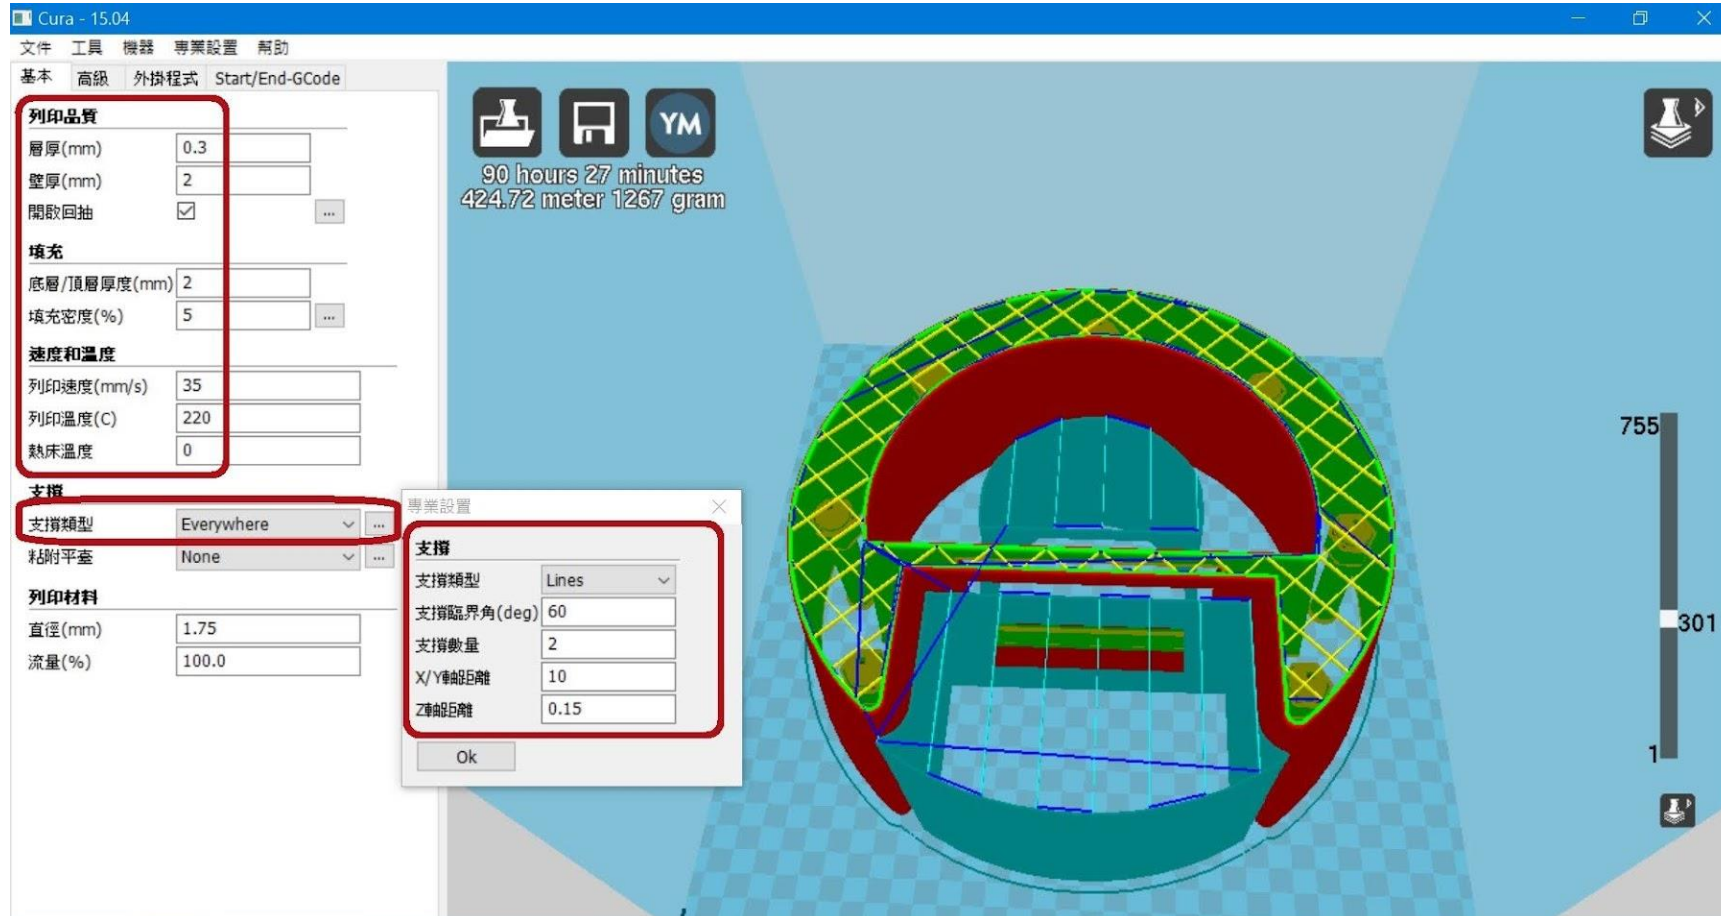 Cura - 15.04
文件 工具 機器 專業設置 幫助
基本 高級 外掛程式 Start/End-GCode
列印品質
層厚(mm) 0.3
壁厚(mm) 2
開啟回抽 ...
填充
底層/頂層厚度(mm) 2
填充密度(%) 5 ...
速度和溫度
列印速度(mm/s) 35
列印溫度(C) 220
熱床溫度 0
支撐
支撐類型 Everywhere ...
粘附平臺 None ...
列印材料
直徑(mm) 1.75
流量(%) 100.0
專業設置
支撐
支撐類型 Lines
支撐臨界角(deg) 60
支撐數量 2
X/Y軸距離 10
Z軸距離 0.15
Ok
YM
90 hours 27 minutes
424.72 meter 1267 gram
755
301
1